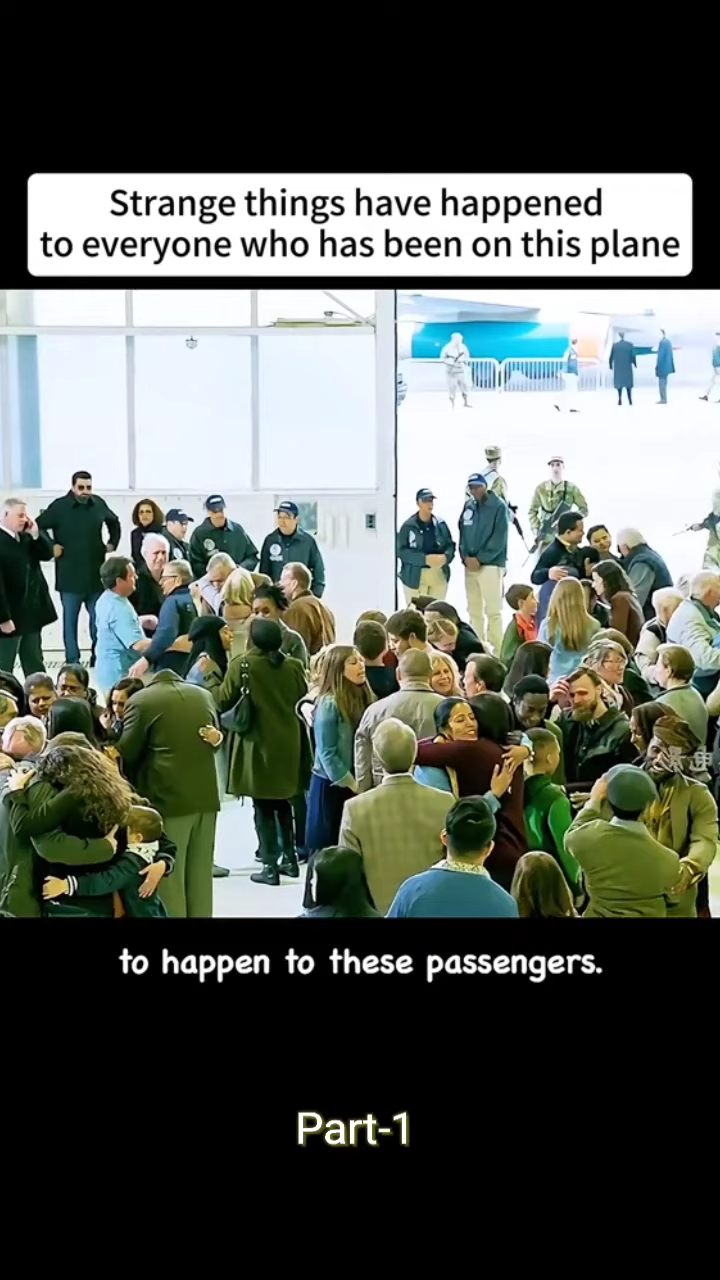 Strange things have happened
to everyone who has been on this plane
to happen to these passengers.
Part-1